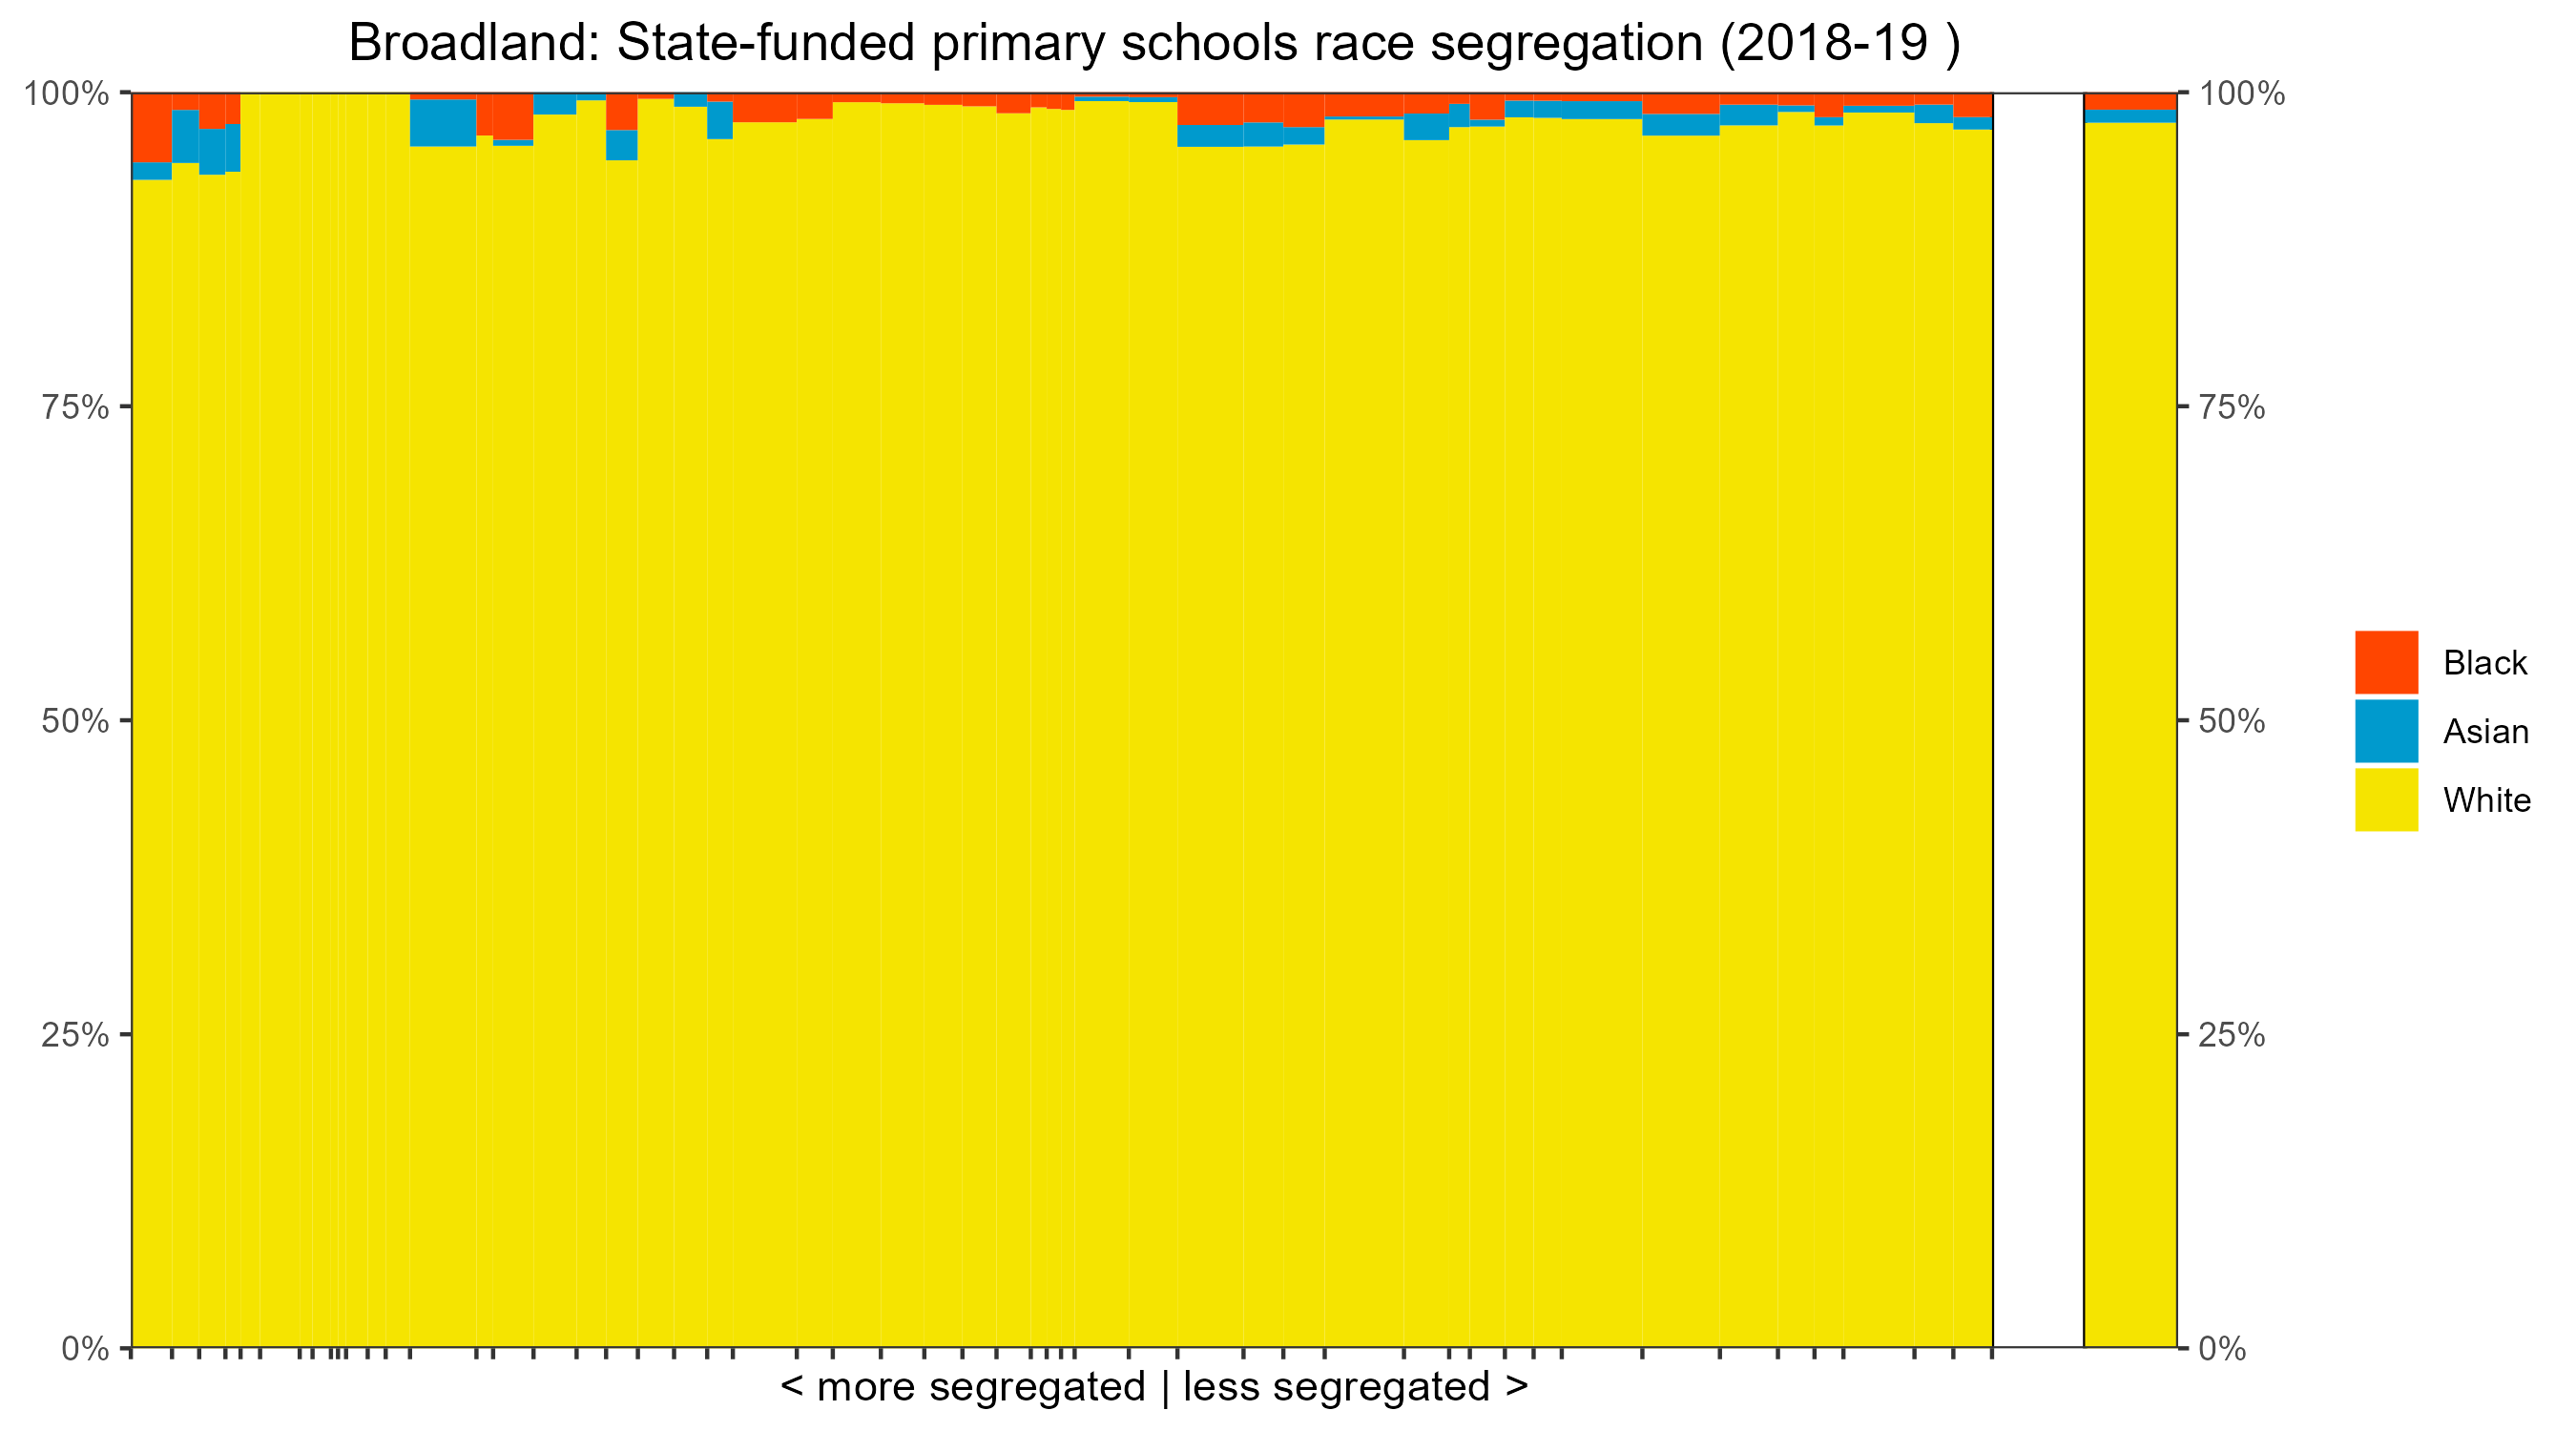 Broadland: State-funded primary schools race segregation (2018-19 )
100%
75%
50%
25%
0%
100%
75%
50%
25%
0%
< more segregated | less segregated >
Black
Asian
White